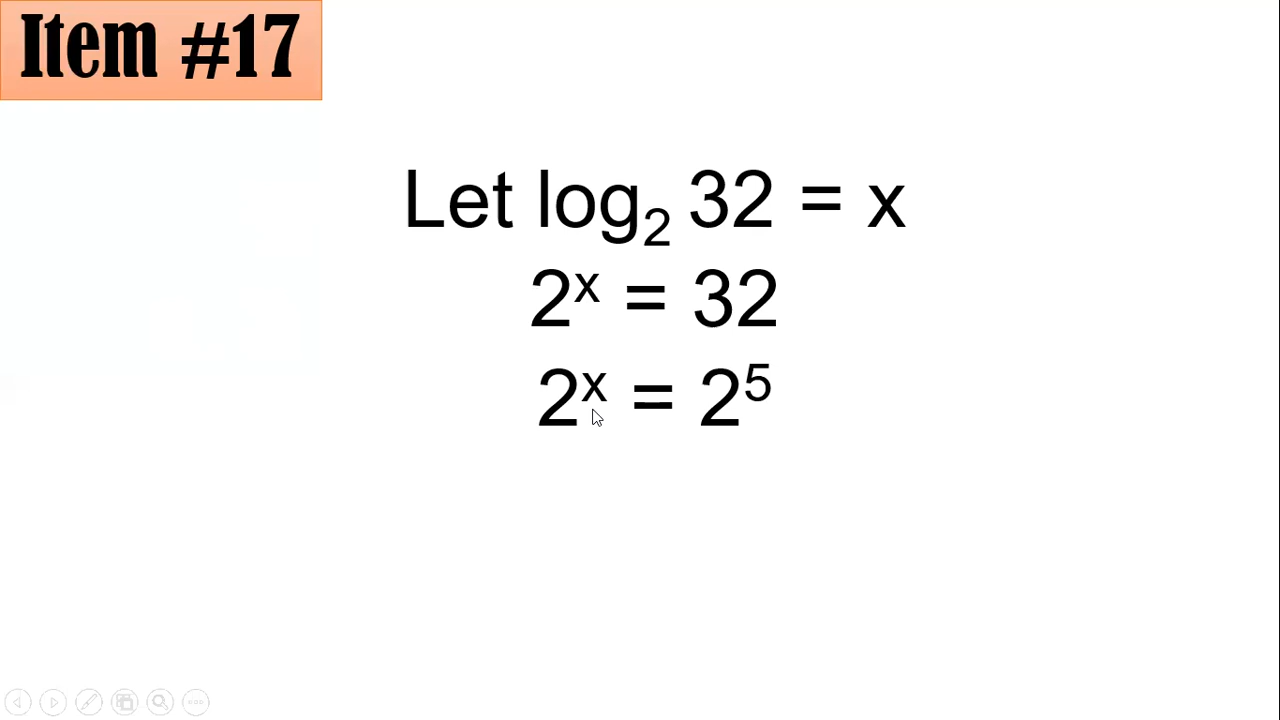 Item #17
Let log₂ 32 = x
2ˣ = 32
2ˣ = 2⁵